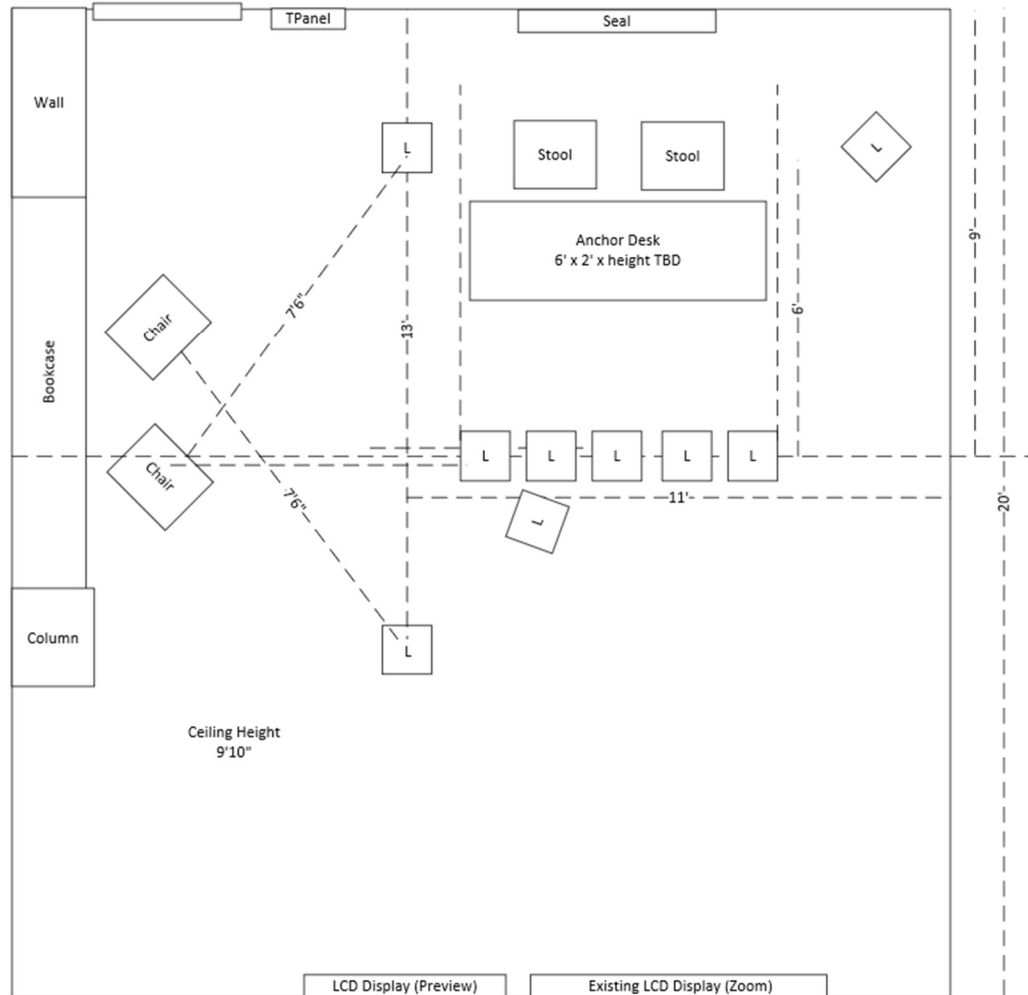 TPanel
Seal
Wall
L
Stool
Stool
L
Anchor Desk
6' x 2' x height TBD
9'
7'6"
13'
6'
Chair
Bookcase
L
L
L
L
L
Chair
7'6"
11'
20'
L
Column
L
Ceiling Height
9'10"
LCD Display (Preview)
Existing LCD Display (Zoom)